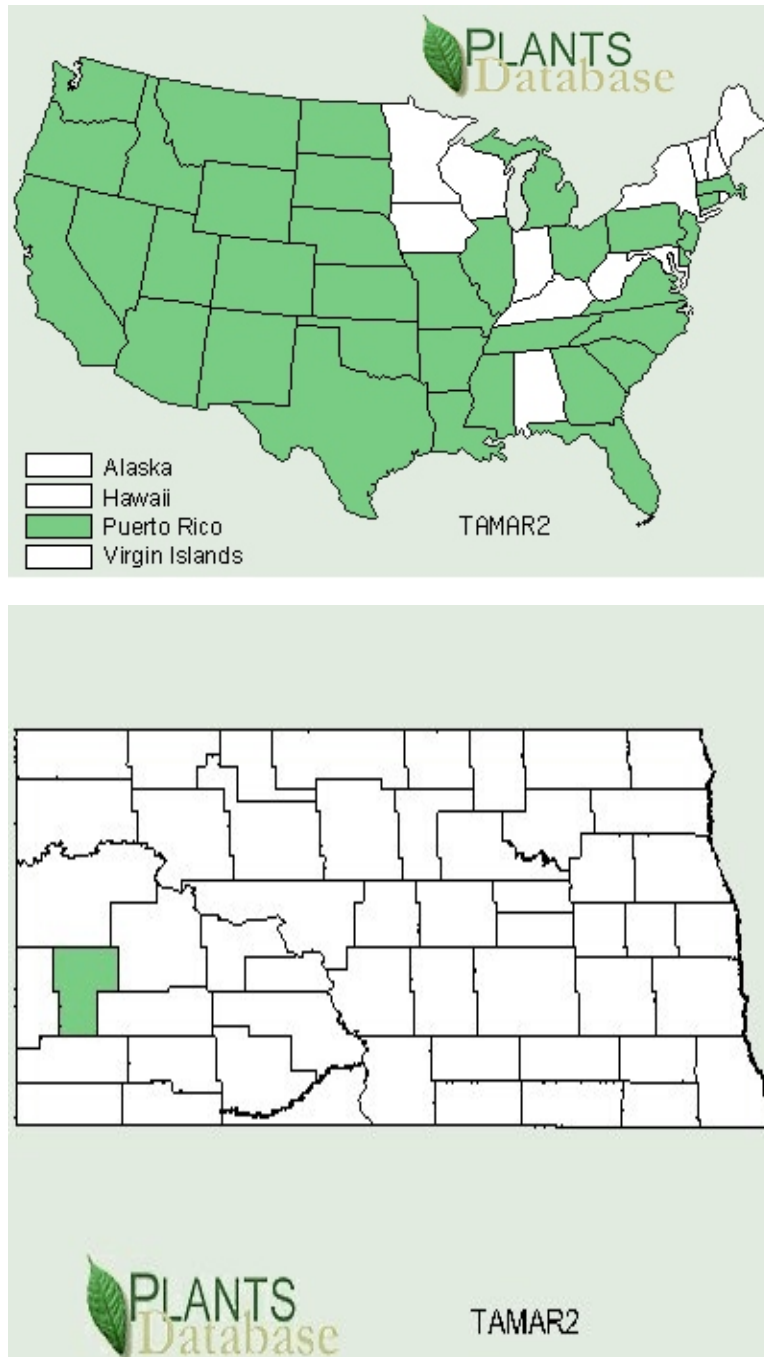 PLANTS
Database
Alaska
Hawaii
Puerto Rico
Virgin Islands
TAMAR2
PLANTS
Database
TAMAR2